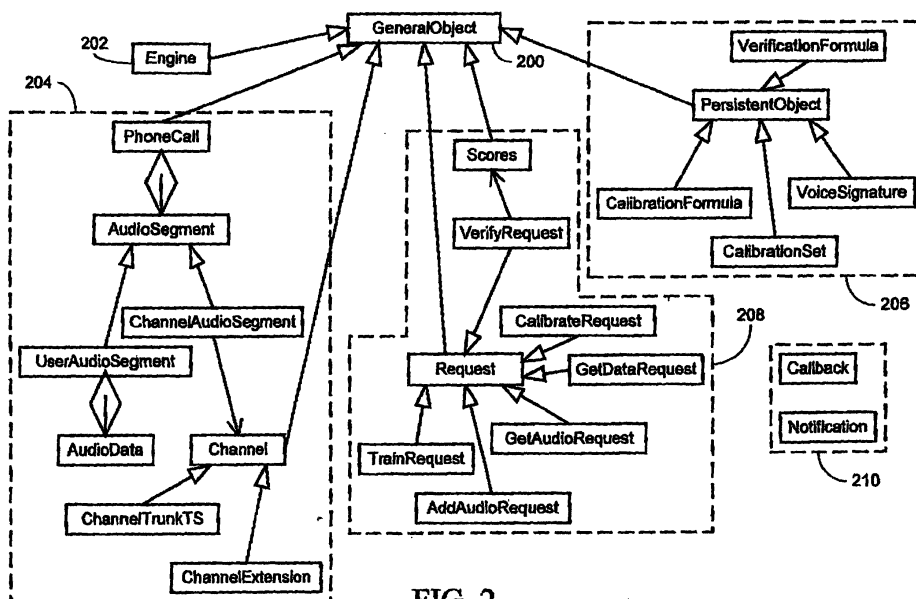 GeneralObject
200
202
Engine
204
PhoneCall
AudioSegment
ChannelAudioSegment
UserAudioSegment
AudioData
Channel
ChannelTrunkTS
ChannelExtension
Scores
VerifyRequest
CalibrateRequest
Request
GetDataRequest
GetAudioRequest
TrainRequest
AddAudioRequest
208
VerificationFormula
PersistentObject
CalibrationFormula
VoiceSignature
CalibrationSet
206
Callback
Notification
210
FIG. 2